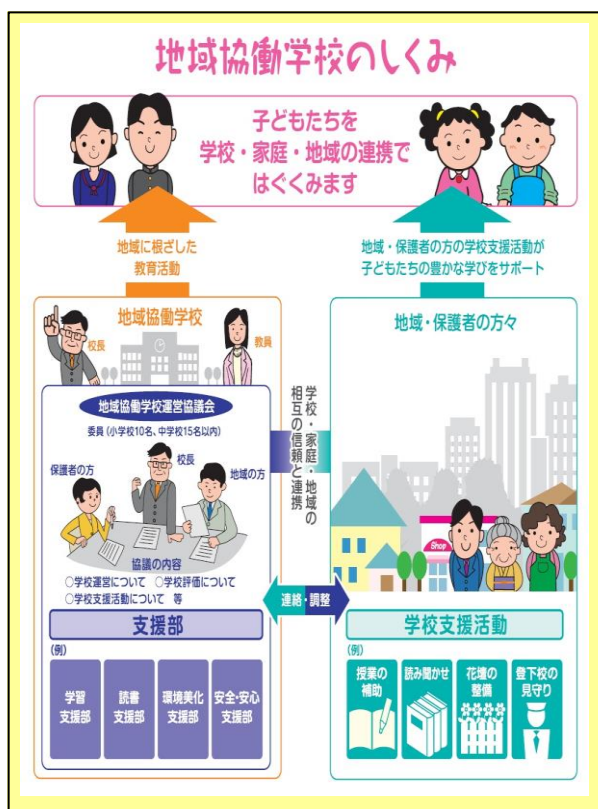 地域協働学校のしくみ
子どもたちを
学校・家庭・地域の連携で
はぐくみます
地域に根ざした
教育活動
地域・保護者の方の学校支援活動が
子どもたちの豊かな学びをサポート
地域協働学校
校長
教員
地域協働学校運営協議会
委員(小学校10名、中学校15名以内)
保護者の方
校長
地域の方
協議の内容
○学校運営について ○学校評価について
○学校支援活動について 等
支援部
(例)
学習
支援部
読書
支援部
環境美化
支援部
安全・安心
支援部
学校・家庭・地域の
相互の信頼と連携
連絡・調整
地域・保護者の方々
Shop
学校支援活動
(例)
授業の
補助
読み聞かせ
花壇の
整備
登下校の
見守り